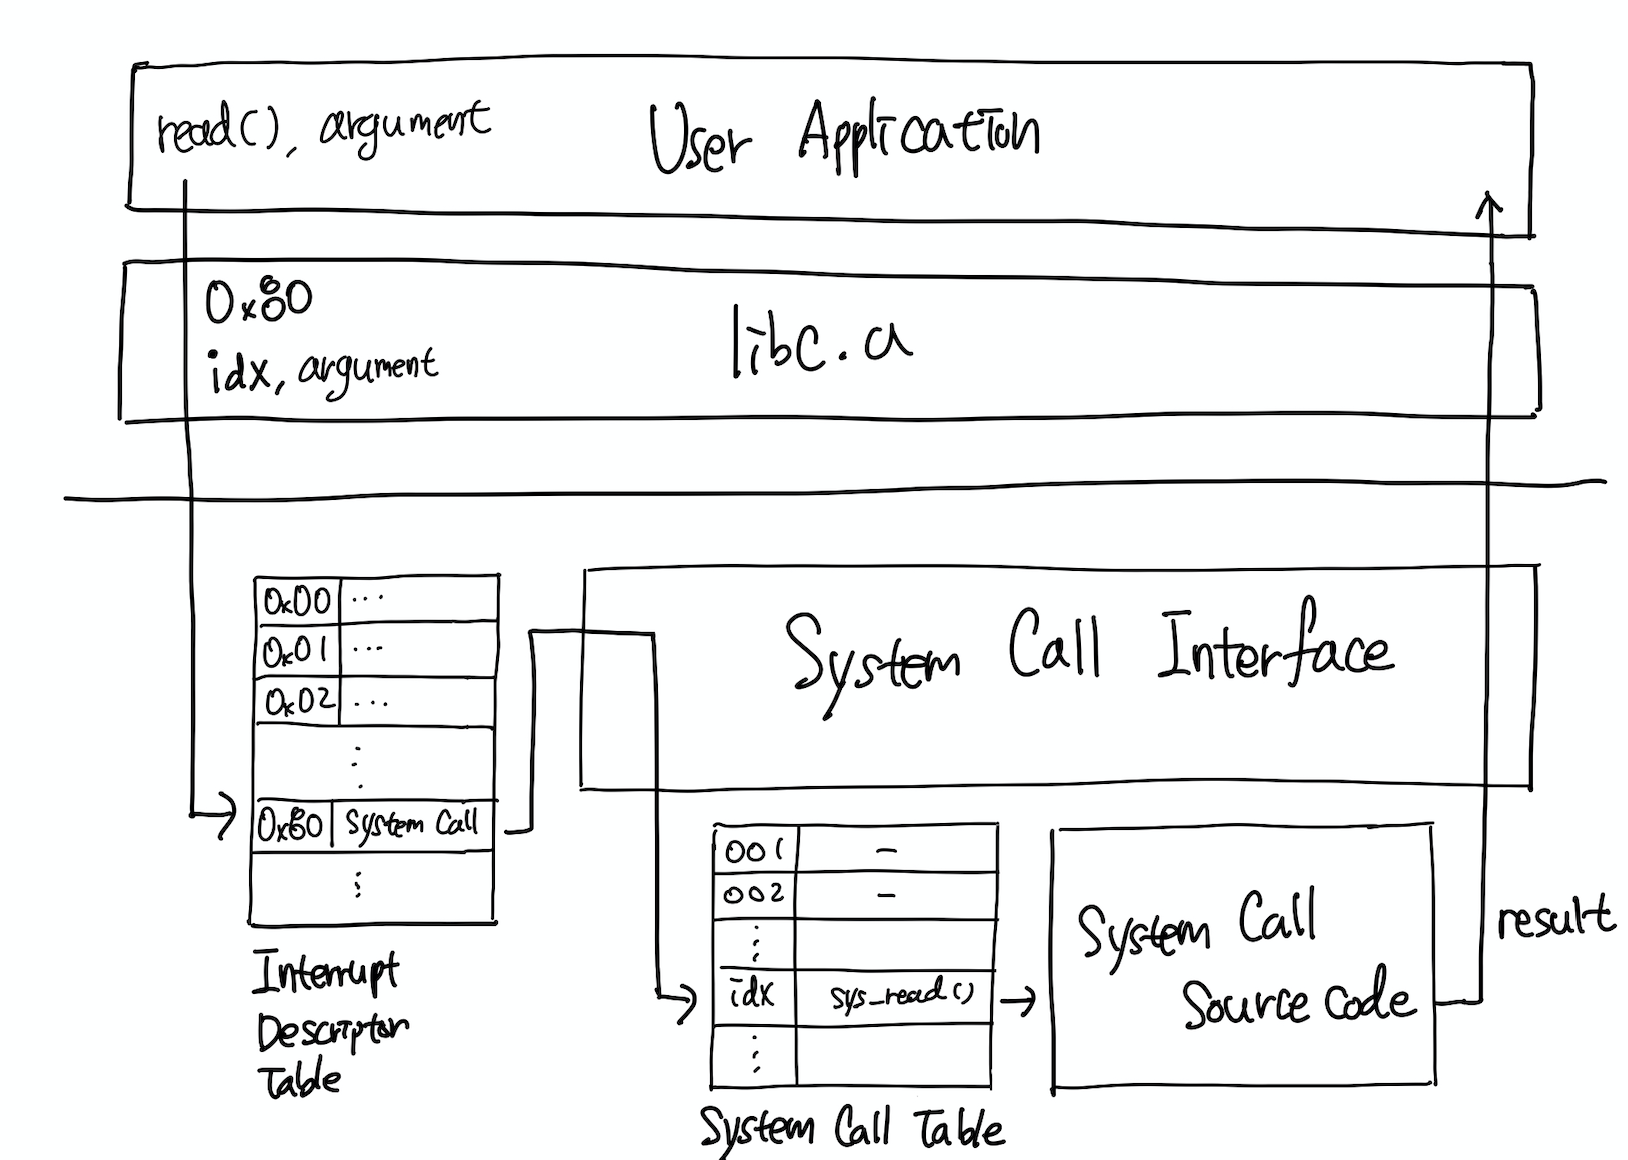 read(), argument
User Application
0x80
idx, argument
libc.a
0x00 ...
0x01 ...
0x02 ...
0x80 System Call
Interrupt
Descriptor
Table
System Call Interface
001 -
002 -
idx sys_read()
System Call Table
System Call
Source code
result